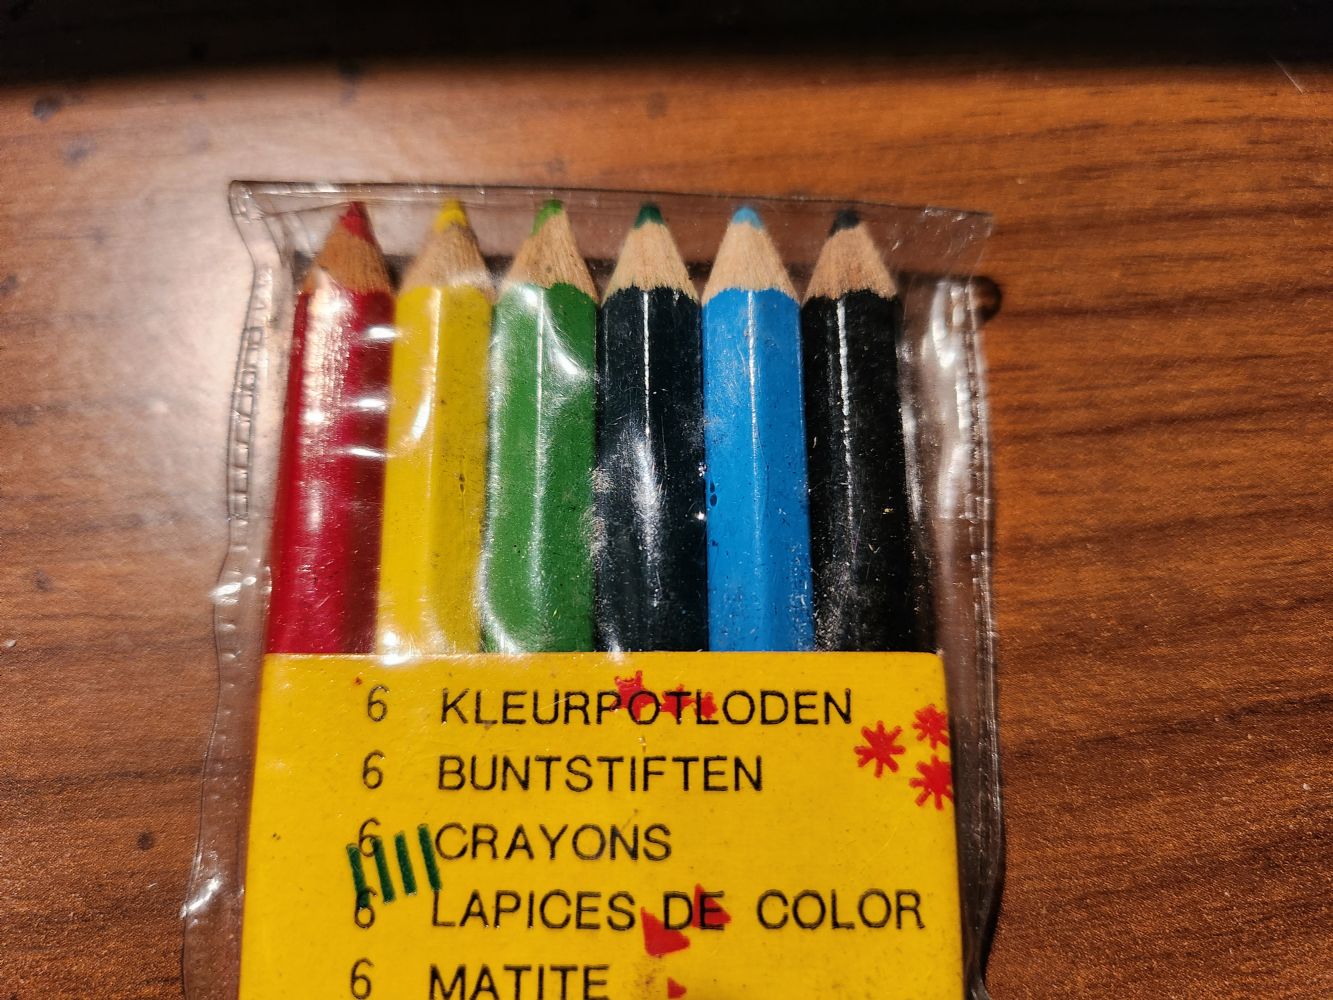 6 KLEURPOTLODEN
6 BUNTSTIFTEN
6 CRAYONS
6 LAPICES DE COLOR
6 MATITE